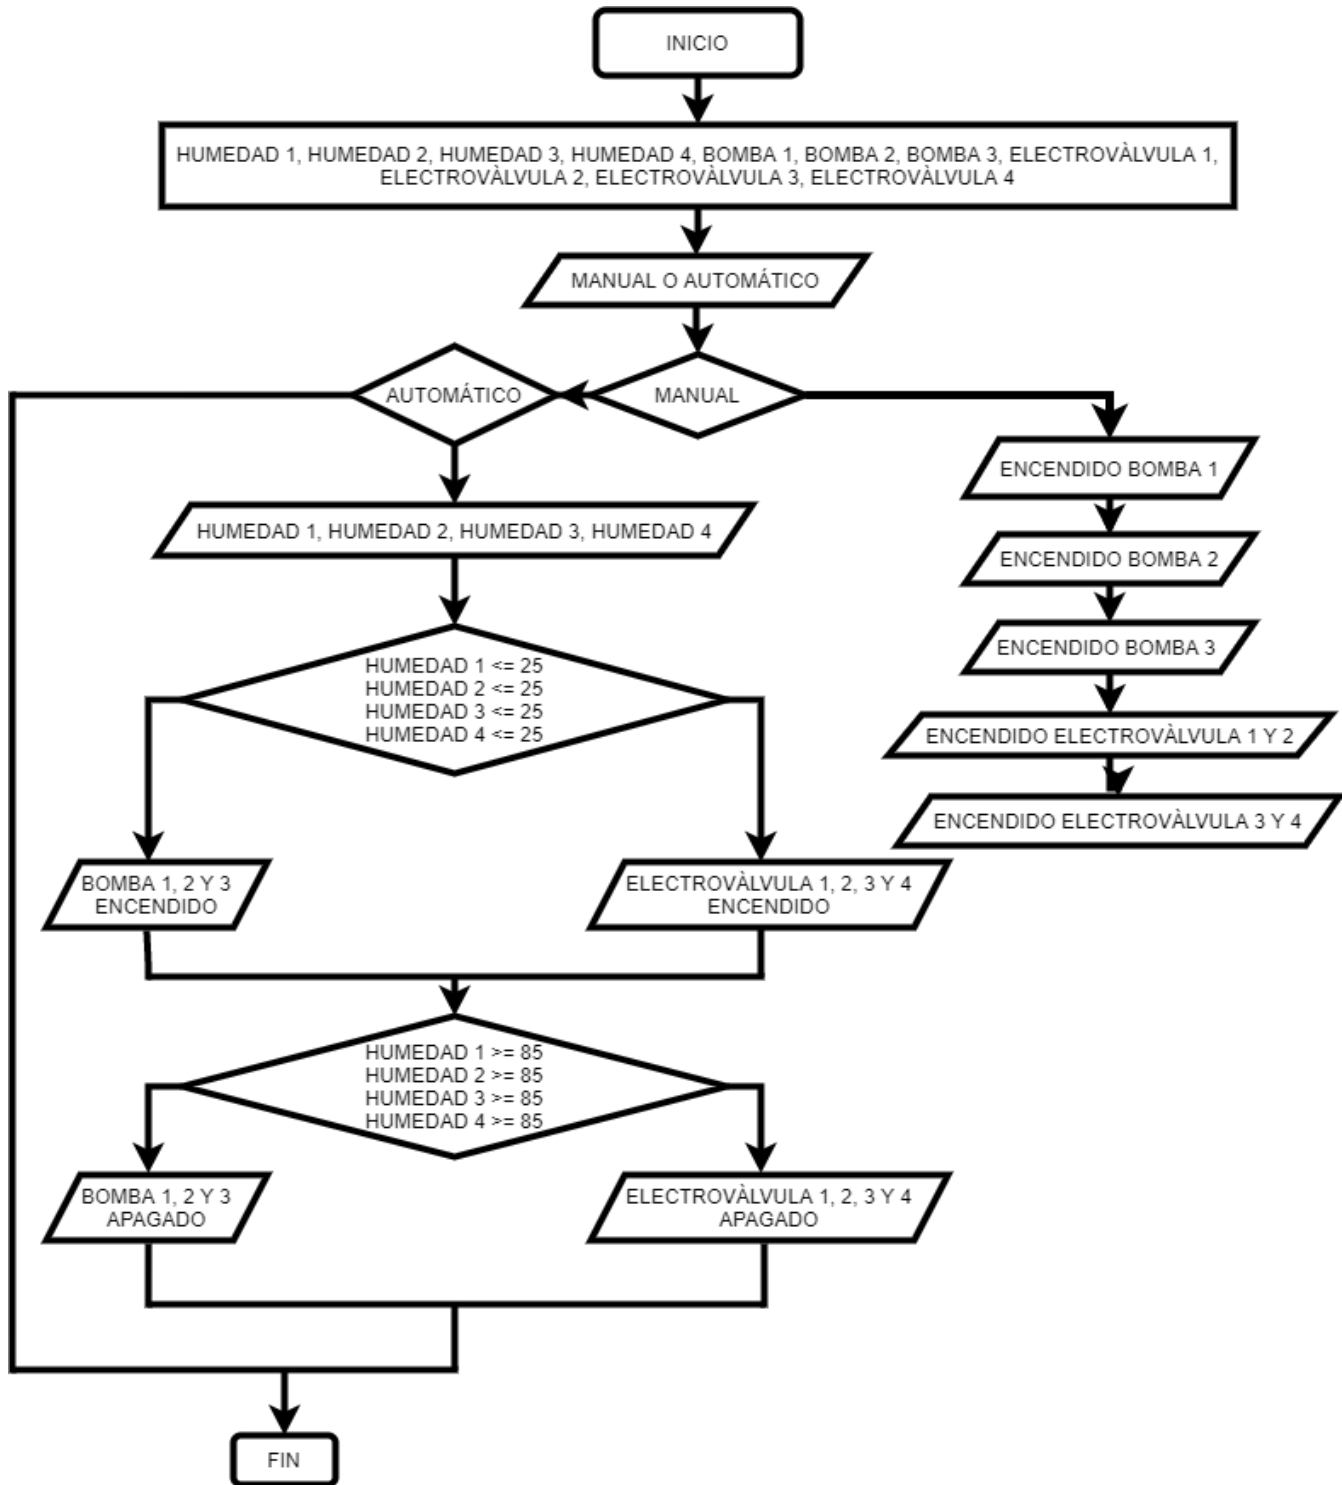 INICIO
HUMEDAD 1, HUMEDAD 2, HUMEDAD 3, HUMEDAD 4, BOMBA 1, BOMBA 2, BOMBA 3, ELECTROVÀLVULA 1,
ELECTROVÀLVULA 2, ELECTROVÀLVULA 3, ELECTROVÀLVULA 4
MANUAL O AUTOMÁTICO
AUTOMÁTICO
MANUAL
ENCENDIDO BOMBA 1
HUMEDAD 1, HUMEDAD 2, HUMEDAD 3, HUMEDAD 4
ENCENDIDO BOMBA 2
ENCENDIDO BOMBA 3
HUMEDAD 1 <= 25
HUMEDAD 2 <= 25
HUMEDAD 3 <= 25
HUMEDAD 4 <= 25
ENCENDIDO ELECTROVÀLVULA 1 Y 2
ENCENDIDO ELECTROVÀLVULA 3 Y 4
BOMBA 1, 2 Y 3
ENCENDIDO
ELECTROVÀLVULA 1, 2, 3 Y 4
ENCENDIDO
HUMEDAD 1 >= 85
HUMEDAD 2 >= 85
HUMEDAD 3 >= 85
HUMEDAD 4 >= 85
BOMBA 1, 2 Y 3
APAGADO
ELECTROVÀLVULA 1, 2, 3 Y 4
APAGADO
FIN